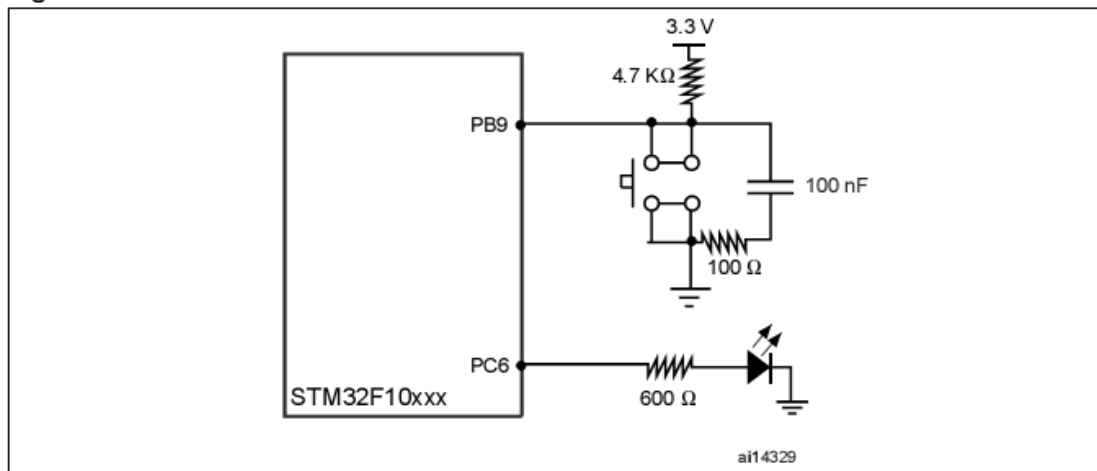 3.3 V
4.7 KΩ
PB9
100 nF
100 Ω
PC6
STM32F10xxx
600 Ω
ai14329